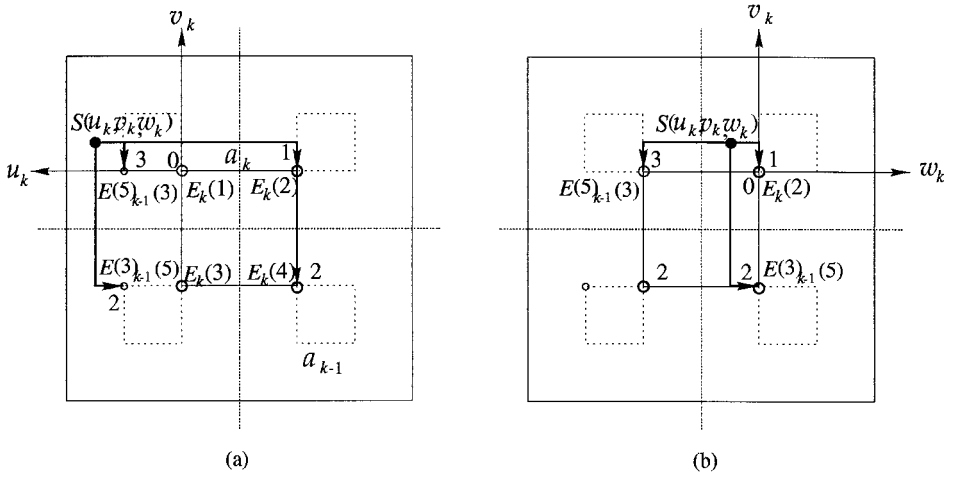 v_k v_k
S(u_k,v_k,w_k) S(u_k,v_k,w_k)
3 0 a_k 1 3 1
u_k w_k
E(5)_{k-1}(3) E_k(1) E_k(2) E(5)_{k-1}(3) 0 E_k(2)
E(3)_{k-1}(5) E_k(3) E_k(4) 2 2 2 E(3)_{k-1}(5)
2
a_{k-1}
(a) (b)